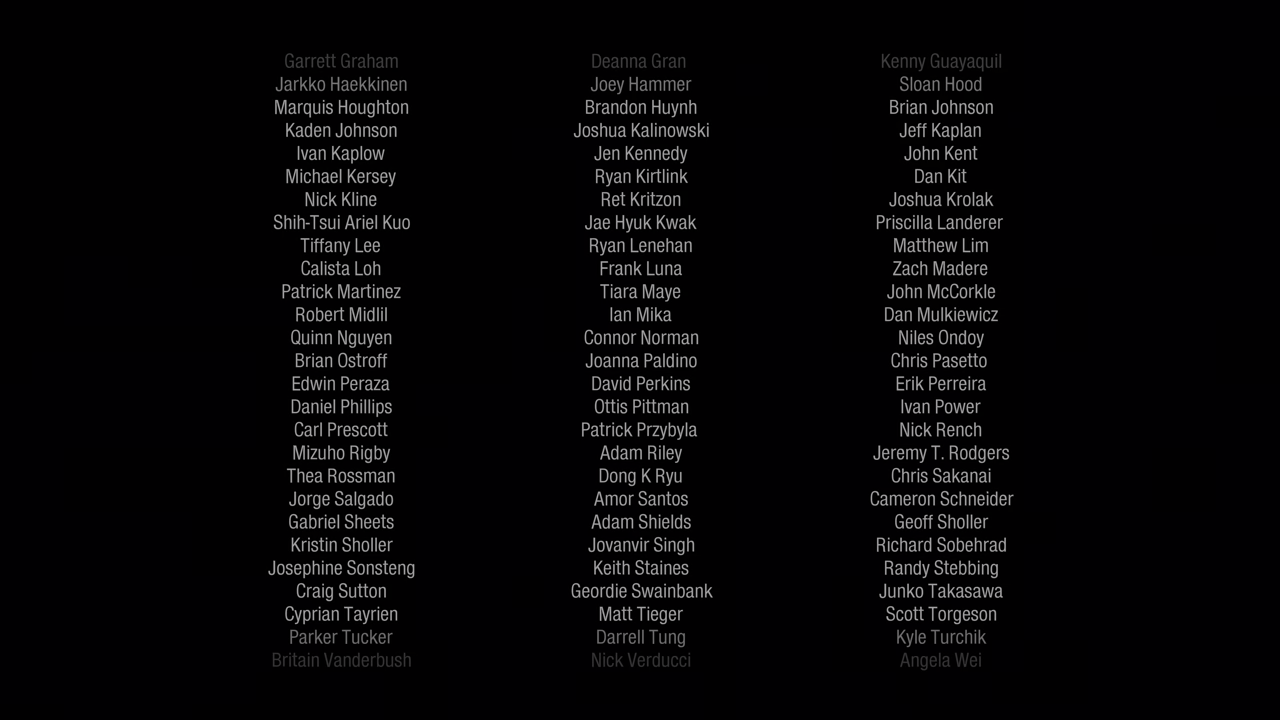 Garrett Graham Deanna Gran Kenny Guayaquil
Jarkko Haekkinen Joey Hammer Sloan Hood
Marquis Houghton Brandon Huynh Brian Johnson
Kaden Johnson Joshua Kalinowski Jeff Kaplan
Ivan Kaplow Jen Kennedy John Kent
Michael Kersey Ryan Kirtlink Dan Kit
Nick Kline Ret Kritzon Joshua Krolak
Shih-Tsui Ariel Kuo Jae Hyuk Kwak Priscilla Landerer
Tiffany Lee Ryan Lenehan Matthew Lim
Calista Loh Frank Luna Zach Madere
Patrick Martinez Tiara Maye John McCorkle
Robert Midlil Ian Mika Dan Mulkiewicz
Quinn Nguyen Connor Norman Niles Ondoy
Brian Ostroff Joanna Paldino Chris Pasetto
Edwin Peraza David Perkins Erik Perreira
Daniel Phillips Ottis Pittman Ivan Power
Carl Prescott Patrick Przybyla Nick Rench
Mizuho Rigby Adam Riley Jeremy T. Rodgers
Thea Rossman Dong K Ryu Chris Sakanai
Jorge Salgado Amor Santos Cameron Schneider
Gabriel Sheets Adam Shields Geoff Sholler
Kristin Sholler Jovanvir Singh Richard Sobehrad
Josephine Sonsteng Keith Staines Randy Stebbing
Craig Sutton Geordie Swainbank Junko Takasawa
Cyprian Tayrien Matt Tieger Scott Torgeson
Parker Tucker Darrell Tung Kyle Turchik
Britain Vanderbush Nick Verducci Angela Wei